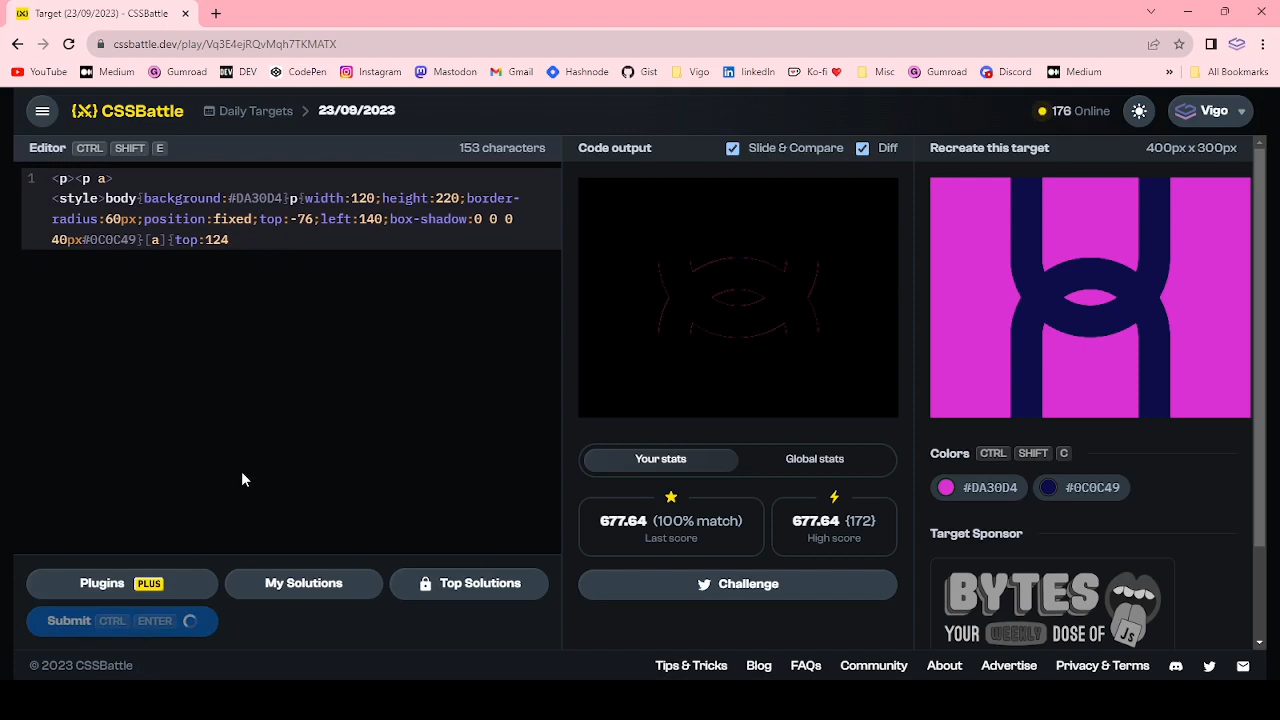 Target (23/09/2023) - CSSBattle
cssbattle.dev/play/Vq3E4ejRQvMqh7TKMATX
YouTube Medium Gumroad DEV DEV CodePen Instagram Mastodon Gmail Hashnode Gist Vigo linkedIn Ko-fi Misc Gumroad Discord Medium » All Bookmarks
{X} CSSBattle Daily Targets > 23/09/2023 176 Online Vigo
Editor CTRL SHIFT E 153 characters Code output Slide & Compare Diff Recreate this target 400px x 300px
1 <p><p a>
<style>body{background:#DA30D4}p{width:120;height:220;border-
radius:60px;position:fixed;top:-76;left:140;box-shadow:0 0 0
40px#0C0C49}[a]{top:124
Your stats Global stats
Colors CTRL SHIFT C
#DA30D4 #0C0C49
677.64 (100% match) 677.64 {172}
Last score High score
Target Sponsor
Plugins PLUS My Solutions Top Solutions Challenge
BYTES
YOUR WEEKLY DOSE OF JS
Submit CTRL ENTER
© 2023 CSSBattle Tips & Tricks Blog FAQs Community About Advertise Privacy & Terms